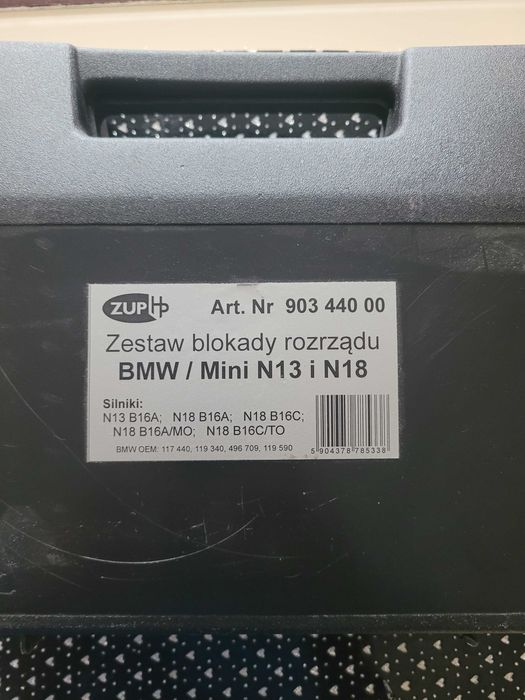 ZUP HP Art. Nr 903 440 00
Zestaw blokady rozrządu
BMW / Mini N13 i N18
Silniki:
N13 B16A; N18 B16A; N18 B16C;
N18 B16A/MO; N18 B16C/TO
BMW OEM: 117 440, 119 340, 496 709, 119 590
5 904378 785338